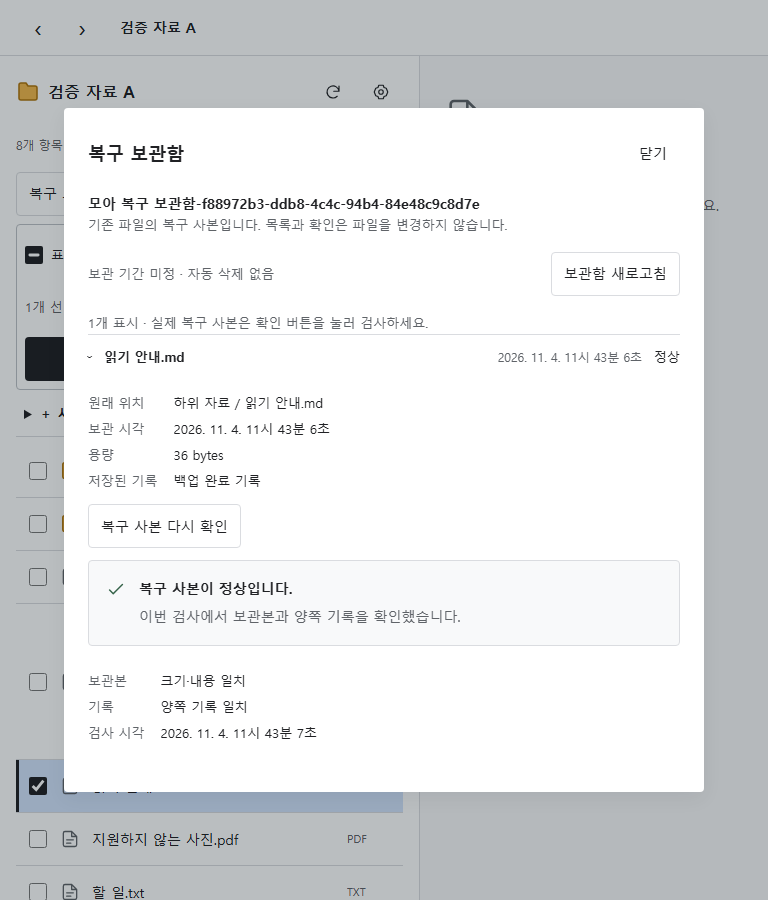 검증 자료 A
검증 자료 A
8개 항목
복구
표
1개 선
요.
복구 보관함
닫기
모아 복구 보관함-f88972b3-ddb8-4c4c-94b4-84e48c9c8d7e
기존 파일의 복구 사본입니다. 목록과 확인은 파일을 변경하지 않습니다.
보관 기간 미정 · 자동 삭제 없음
보관함 새로고침
1개 표시 · 실제 복구 사본은 확인 버튼을 눌러 검사하세요.
읽기 안내.md
2026. 11. 4. 11시 43분 6초 정상
원래 위치 하위 자료 / 읽기 안내.md
보관 시각 2026. 11. 4. 11시 43분 6초
용량 36 bytes
저장된 기록 백업 완료 기록
복구 사본 다시 확인
복구 사본이 정상입니다.
이번 검사에서 보관본과 양쪽 기록을 확인했습니다.
보관본 크기·내용 일치
기록 양쪽 기록 일치
검사 시각 2026. 11. 4. 11시 43분 7초
지원하지 않는 사진.pdf PDF
할 일.txt TXT